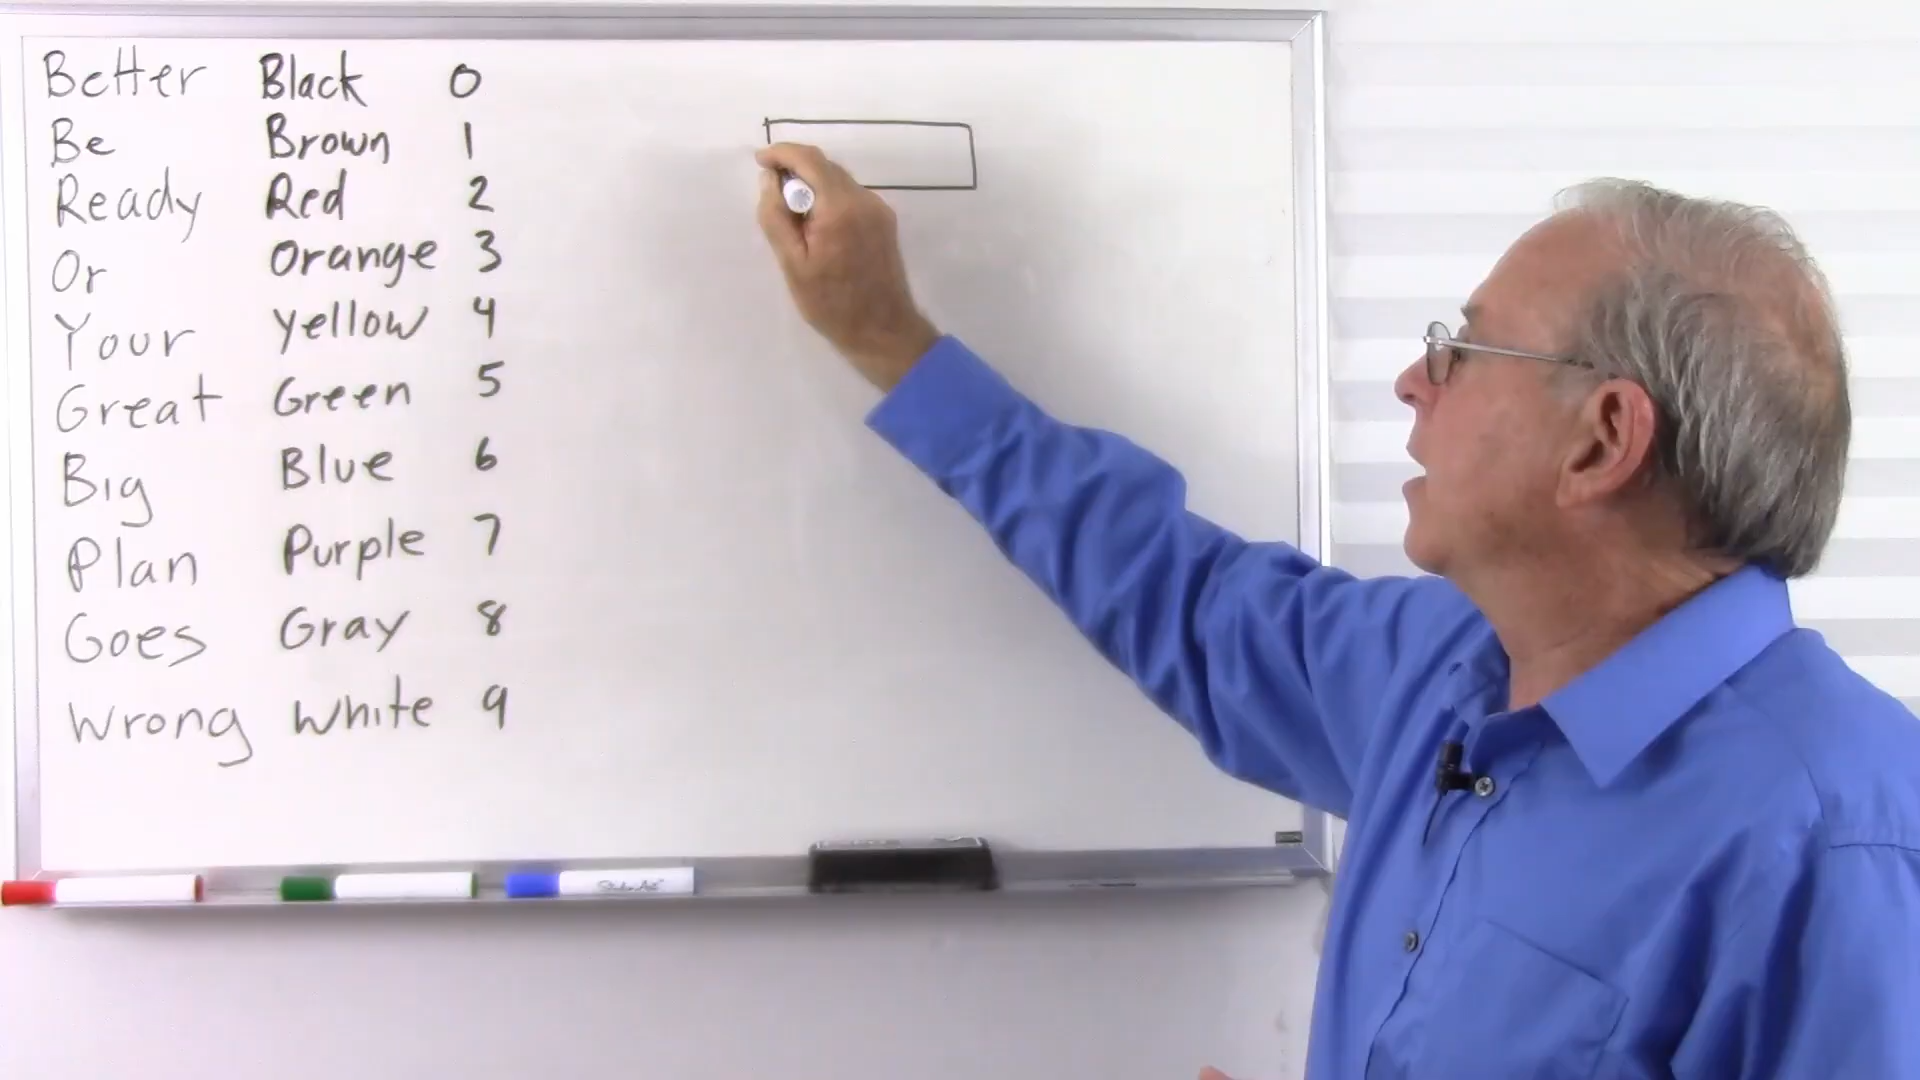 Better Black 0
Be Brown 1
Ready Red 2
Or Orange 3
Your Yellow 4
Great Green 5
Big Blue 6
Plan Purple 7
Goes Gray 8
Wrong White 9